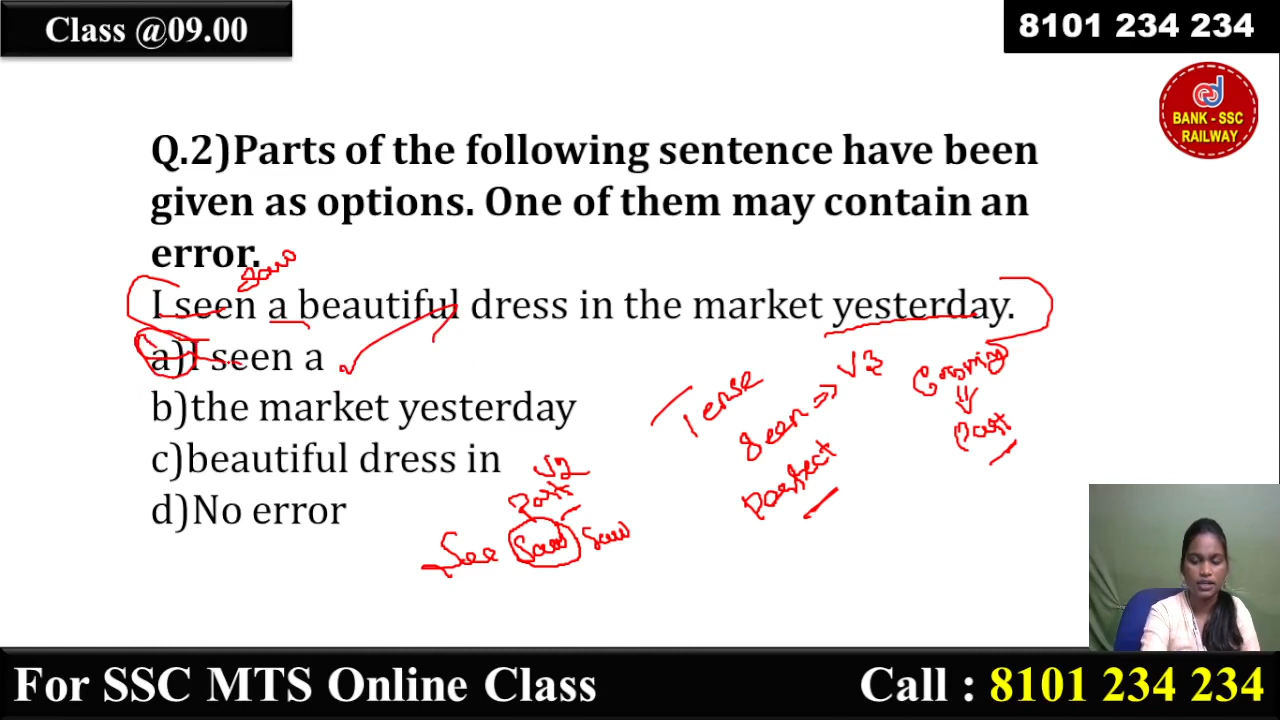 Class @09.00
8101 234 234
BANK - SSC
RAILWAY
Q.2)Parts of the following sentence have been
given as options. One of them may contain an
error.
saw
I seen a beautiful dress in the market yesterday.
a)I seen a
b)the market yesterday
c)beautiful dress in
d)No error
Tense
Seen => V3
Perfect
Past
V2
Past
See Saw
For SSC MTS Online Class
Call : 8101 234 234